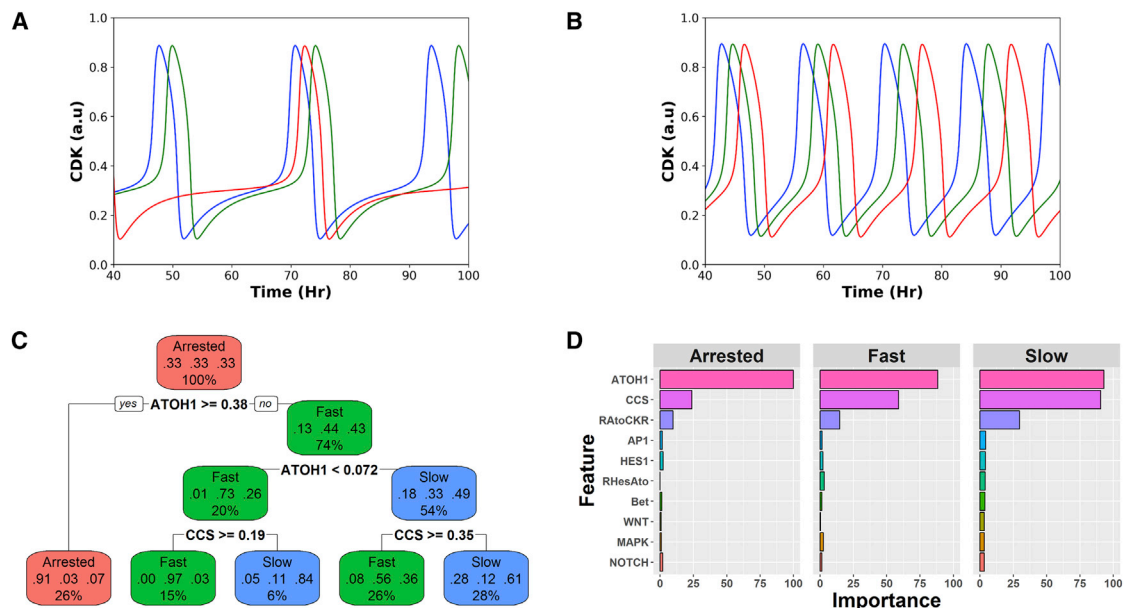 A
1.0
0.8
0.6
0.4
0.2
0.0
CDK (a.u)
40 50 60 70 80 90 100
Time (Hr)
B
1.0
0.8
0.6
0.4
0.2
0.0
CDK (a.u)
40 50 60 70 80 90 100
Time (Hr)
C
Arrested
.33 .33 .33
100%
yes ATOH1 >= 0.38 no
Fast
.13 .44 .43
74%
ATOH1 < 0.072
Fast
.01 .73 .26
20%
Slow
.18 .33 .49
54%
CCS >= 0.19
CCS >= 0.35
Arrested
.91 .03 .07
26%
Fast
.00 .97 .03
15%
Slow
.05 .11 .84
6%
Fast
.08 .56 .36
26%
Slow
.28 .12 .61
28%
D
Arrested Fast Slow
Feature
ATOH1
CCS
RAtoCKR
AP1
HES1
RHesAto
Bet
WNT
MAPK
NOTCH
0 25 50 75 100 0 25 50 75 100 0 25 50 75 100
Importance